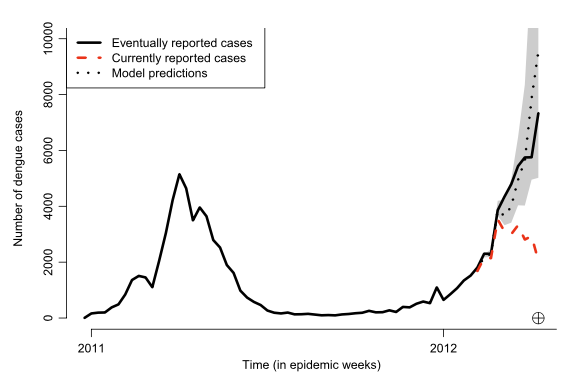 Eventually reported cases
Currently reported cases
Model predictions
Number of dengue cases
10000
8000
6000
4000
2000
0
2011
2012
Time (in epidemic weeks)